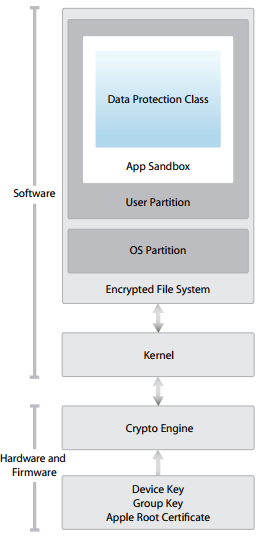 Data Protection Class
App Sandbox
Software
User Partition
OS Partition
Encrypted File System
Kernel
Crypto Engine
Hardware and
Firmware
Device Key
Group Key
Apple Root Certificate